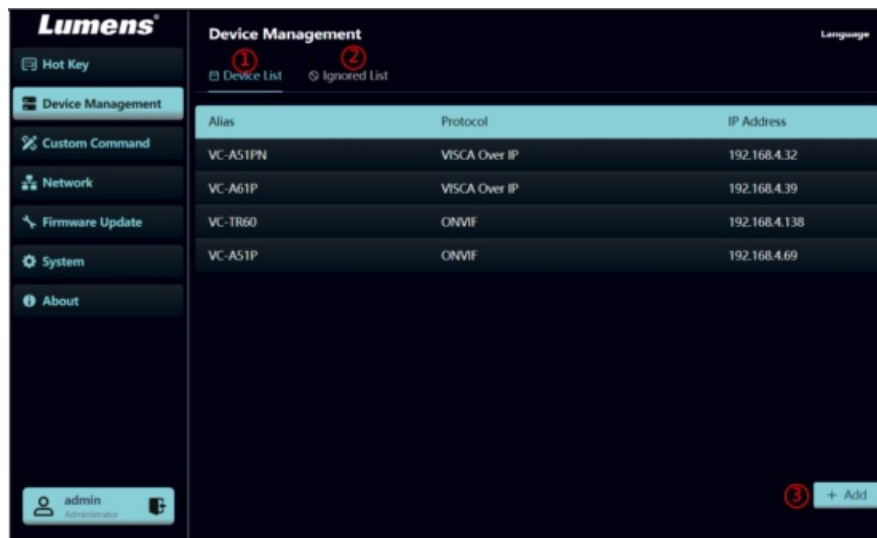 Lumens®
Hot Key
Device Management
Custom Command
Network
Firmware Update
System
About
admin
Administrator
Device Management
Language
① ②
Device List Ignored List
Alias Protocol IP Address
VC-A51PN VISCA Over IP 192.168.4.32
VC-A61P VISCA Over IP 192.168.4.39
VC-TR60 ONVIF 192.168.4.138
VC-A51P ONVIF 192.168.4.69
③ + Add